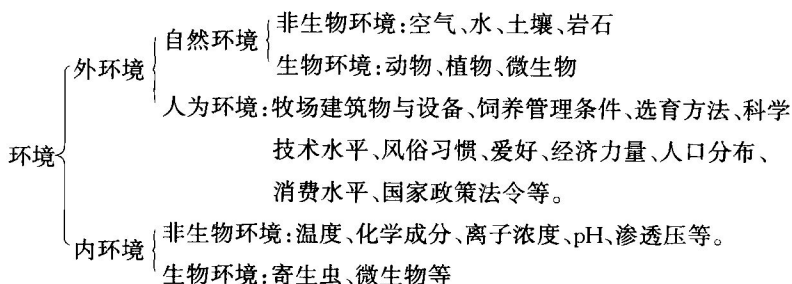 非生物环境:空气、水、土壤、岩石
自然环境
生物环境:动物、植物、微生物
外环境
人为环境:牧场建筑物与设备、饲养管理条件、选育方法、科学
技术水平、风俗习惯、爱好、经济力量、人口分布、
环境
消费水平、国家政策法令等。
非生物环境:温度、化学成分、离子浓度、pH、渗透压等。
内环境
生物环境:寄生虫、微生物等